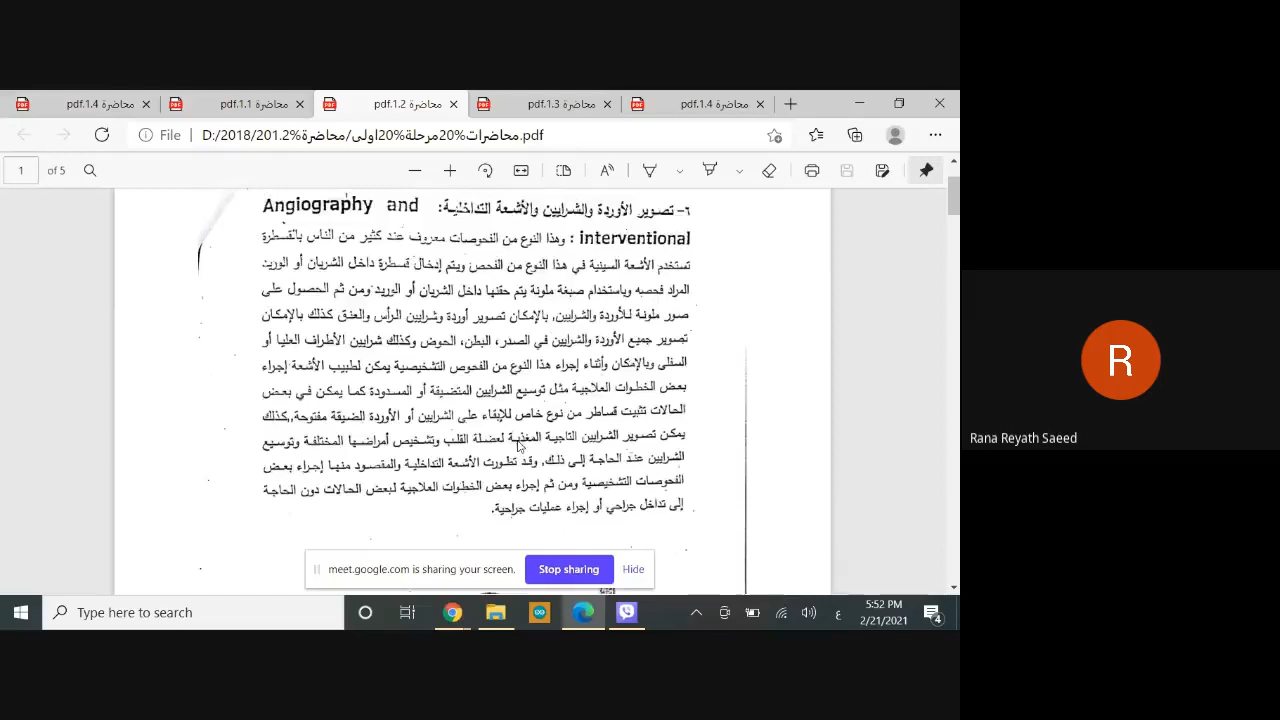 محاضرة 1.4.pdf
محاضرة 1.1.pdf
محاضرة 1.2.pdf
محاضرة 1.3.pdf
محاضرة 1.4.pdf
File D:/2018/201.2%محاضرات%20مرحلة%20اولى/محاضرة.pdf
1 of 5
٦- تصوير الأوردة والشرايين والأشعة التداخلية: Angiography and
interventional : وهذا النوع من الفحوصات معروف عند كثير من الناس بالقسطرة
تستخدم الأشعة السينية في هذا النوع من الفحص ويتم إدخال قسطرة داخل الشريان أو الوريد
المراد فحصه وباستخدام صبغة ملونة يتم حقنها داخل الشريان أو الوريد ومن ثم الحصول على
صور ملونة للأوردة والشرايين، بالإمكان تصوير أوردة وشرايين الرأس والعنق كذلك بالإمكان
تصوير جميع الأوردة والشرايين في الصدر، البطن، الحوض وكذلك شرايين الأطراف العليا أو
السفلى وبالإمكان وأثناء إجراء هذا النوع من الفحوص التشخيصية يمكن لطبيب الأشعة إجراء
بعض الخطوات العلاجية مثل توسيع الشرايين المتضيقة أو المسدودة كما يمكن في بعض
الحالات تثبيت قساطر من نوع خاص للإبقاء على الشرايين أو الأوردة الضيقة مفتوحة, كذلك
يمكن تصوير الشرايين التاجية المغذية لعضلة القلب وتشخيص أمراضها المختلفة وتوسيع
الشرايين عند الحاجة إلى ذلك, وقد تطورت الأشعة التداخلية والمقصود منها إجراء بعض
الفحوصات التشخيصية ومن ثم إجراء بعض الخطوات العلاجية لبعض الحالات دون الحاجة
إلى تداخل جراحي أو إجراء عمليات جراحية.
meet.google.com is sharing your screen. Stop sharing Hide
Type here to search
ع
5:52 PM
2/21/2021
4
R
Rana Reyath Saeed